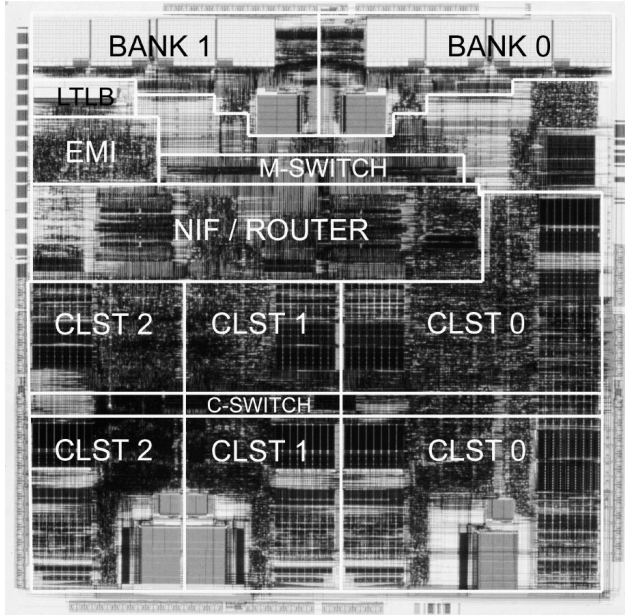 BANK 1
BANK 0
LTLB
EMI
M-SWITCH
NIF / ROUTER
CLST 2
CLST 1
CLST 0
C-SWITCH
CLST 2
CLST 1
CLST 0